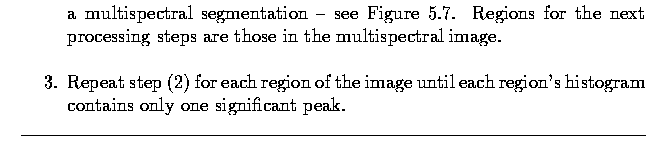 a multispectral segmentation – see Figure 5.7. Regions for the next
processing steps are those in the multispectral image.
3. Repeat step (2) for each region of the image until each region's histogram
contains only one significant peak.